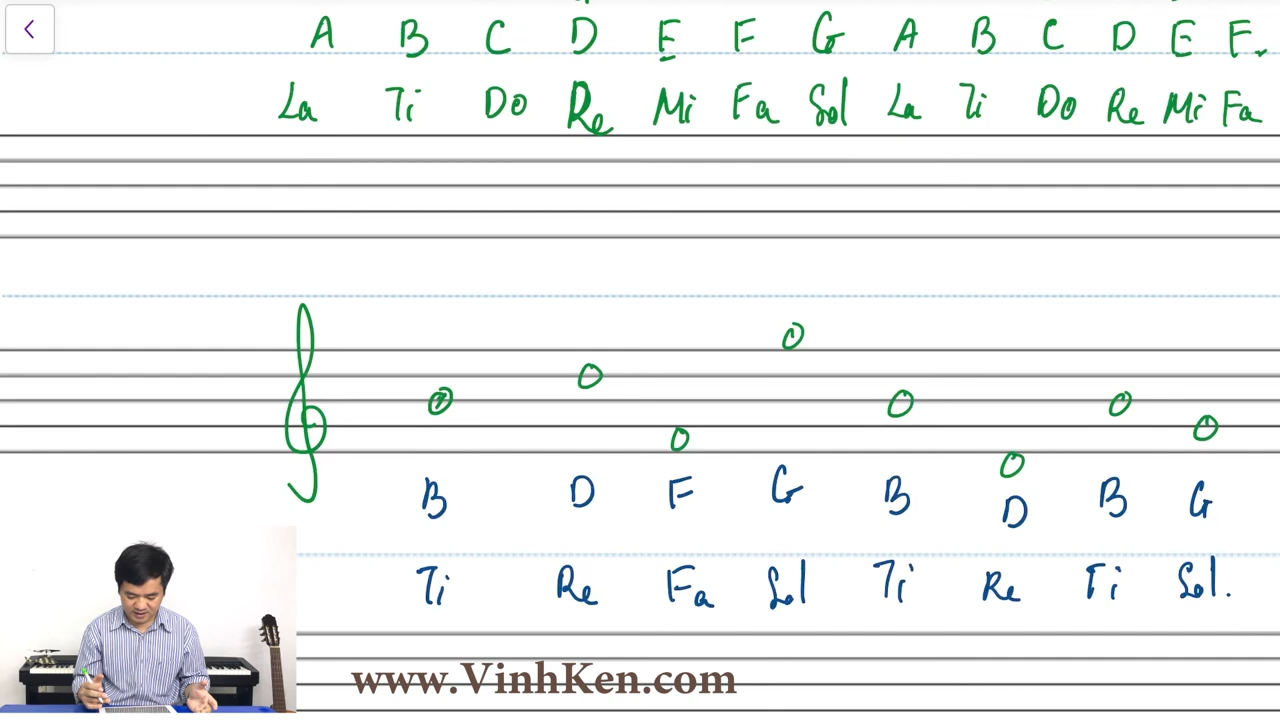 A B C D E F G A B C D E F
La Ti Do Re Mi Fa Sol La Ti Do Re Mi Fa
B D F G B D B G
Ti Re Fa Sol Ti Re Ti Sol.
www.VinhKen.com